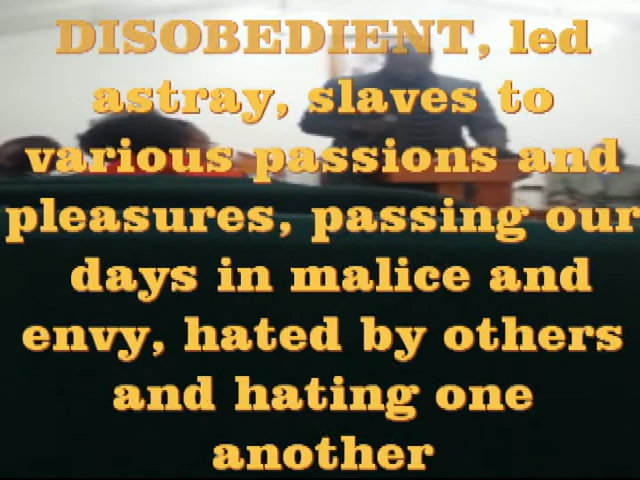 DISOBEDIENT, led
astray, slaves to
various passions and
pleasures, passing our
days in malice and
envy, hated by others
and hating one
another